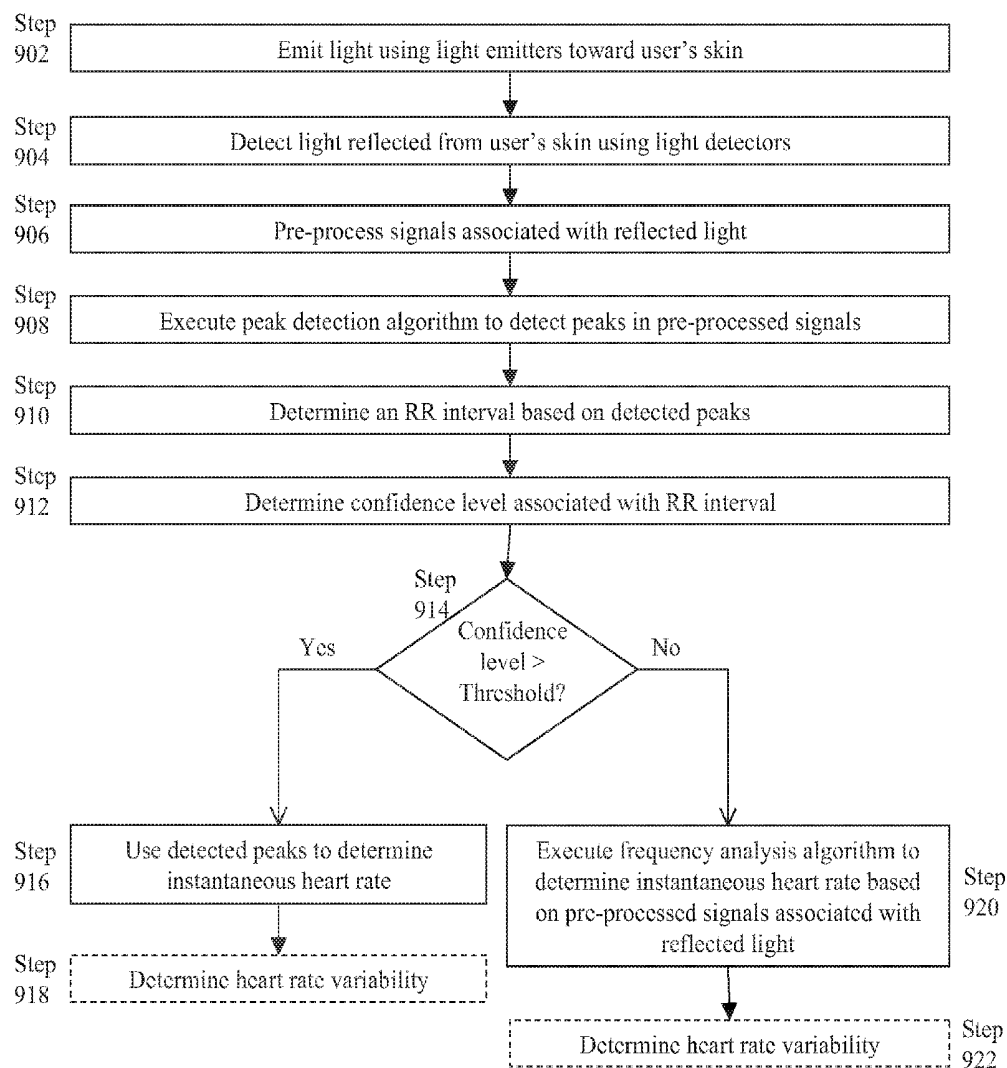 Step
902
Emit light using light emitters toward user's skin
Step
904
Detect light reflected from user's skin using light detectors
Step
906
Pre-process signals associated with reflected light
Step
908
Execute peak detection algorithm to detect peaks in pre-processed signals
Step
910
Determine an RR interval based on detected peaks
Step
912
Determine confidence level associated with RR interval
Step
914
Confidence
level >
Threshold?
Yes
No
Step
916
Use detected peaks to determine
instantaneous heart rate
Execute frequency analysis algorithm to
determine instantaneous heart rate based
on pre-processed signals associated with
reflected light
Step
920
Step
918
Determine heart rate variability
Determine heart rate variability
Step
922